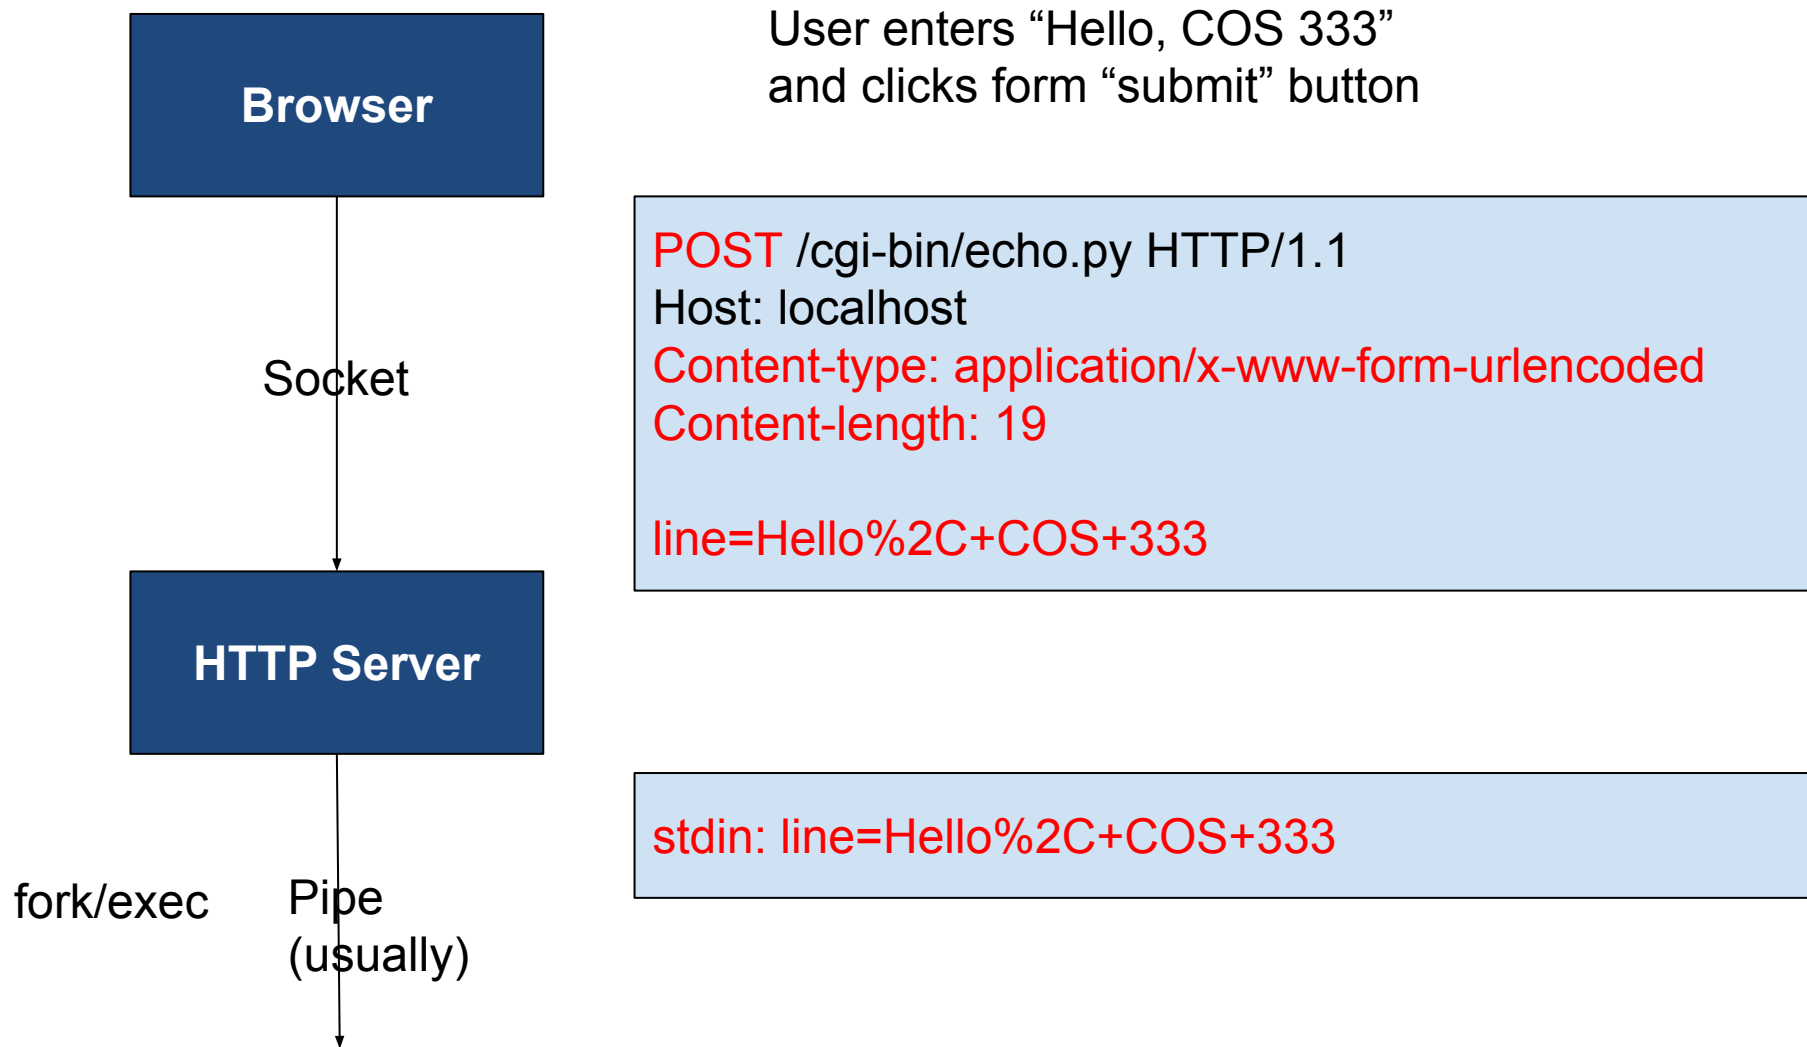 Browser
User enters “Hello, COS 333”
and clicks form “submit” button
Socket
POST /cgi-bin/echo.py HTTP/1.1
Host: localhost
Content-type: application/x-www-form-urlencoded
Content-length: 19
line=Hello%2C+COS+333
HTTP Server
stdin: line=Hello%2C+COS+333
fork/exec
Pipe
(usually)